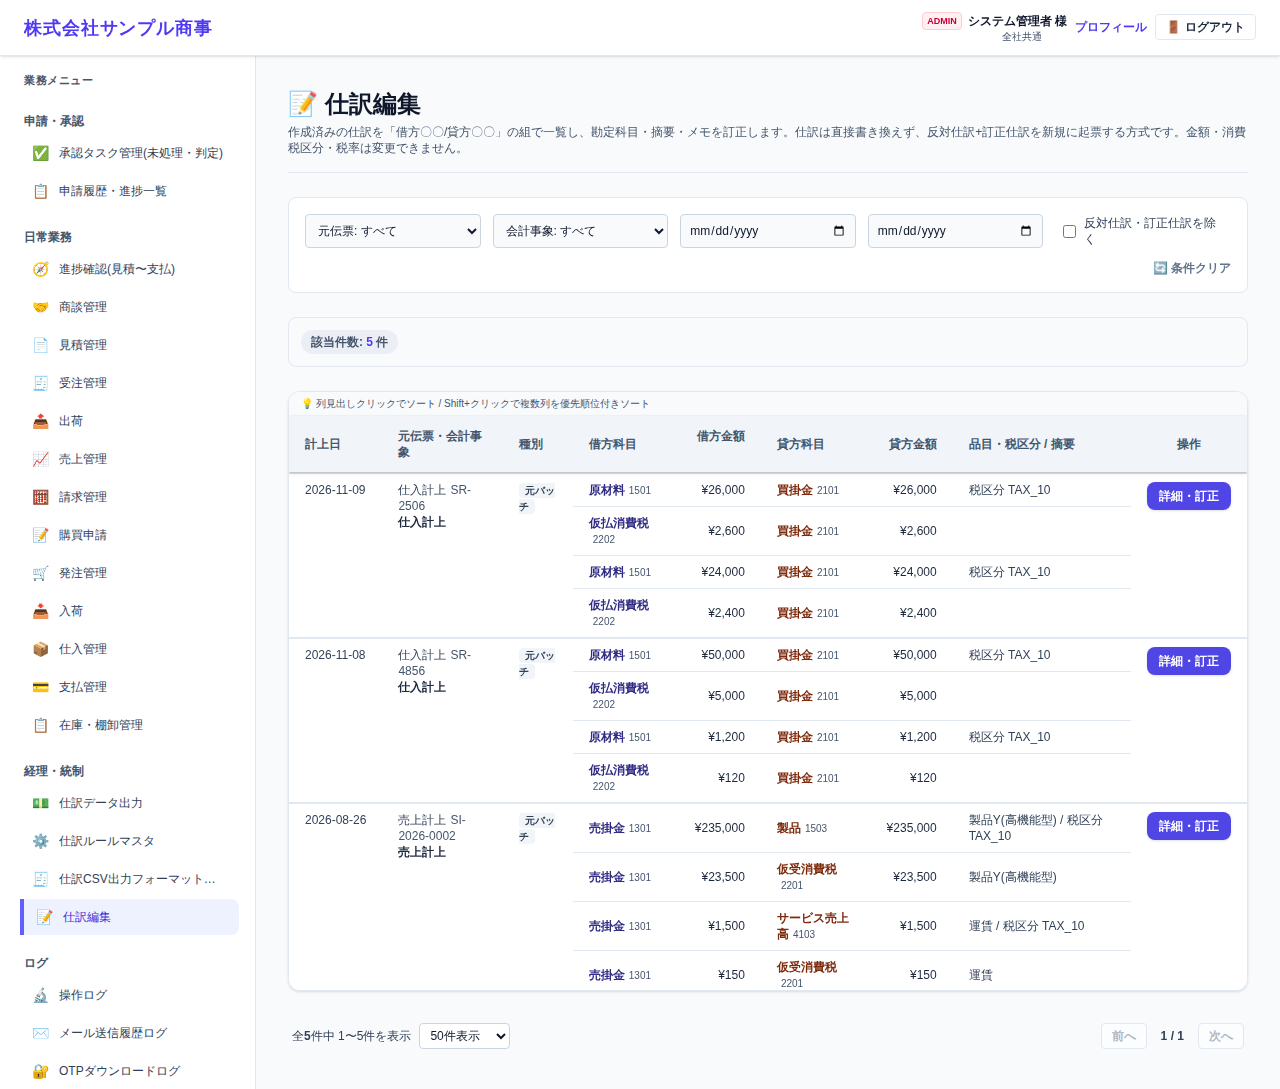 株式会社サンプル商事
ADMIN システム管理者 様 プロフィール 🚪 ログアウト
全社共通
業務メニュー
申請・承認
✅ 承認タスク管理(未処理・判定)
📋 申請履歴・進捗一覧
日常業務
🧭 進捗確認(見積〜支払)
🤝 商談管理
📄 見積管理
🧾 受注管理
📤 出荷
📈 売上管理
🧮 請求管理
📝 購買申請
🛒 発注管理
📥 入荷
📦 仕入管理
💳 支払管理
📋 在庫・棚卸管理
経理・統制
💵 仕訳データ出力
⚙️ 仕訳ルールマスタ
🧾 仕訳CSV出力フォーマット…
📝 仕訳編集
ログ
🔬 操作ログ
✉️ メール送信履歴ログ
🔐 OTPダウンロードログ
📝 仕訳編集
作成済みの仕訳を「借方〇〇/貸方〇〇」の組で一覧し、勘定科目・摘要・メモを訂正します。仕訳は直接書き換えず、反対仕訳+訂正仕訳を新規に起票する方式です。金額・消費
税区分・税率は変更できません。
元伝票: すべて 会計事象: すべて mm/dd/yyyy mm/dd/yyyy 反対仕訳・訂正仕訳を除
く
🔄 条件クリア
該当件数: 5 件
💡 列見出しクリックでソート / Shift+クリックで複数列を優先順位付きソート
計上日 元伝票・会計事 種別 借方科目 借方金額 貸方科目 貸方金額 品目・税区分 / 摘要 操作
象
2026-11-09 仕入計上 SR- 元バッ 原材料 1501 ¥26,000 買掛金 2101 ¥26,000 税区分 TAX_10 詳細・訂正
2506 チ
仕入計上 仮払消費税 ¥2,600 買掛金 2101 ¥2,600
2202
原材料 1501 ¥24,000 買掛金 2101 ¥24,000 税区分 TAX_10
仮払消費税 ¥2,400 買掛金 2101 ¥2,400
2202
2026-11-08 仕入計上 SR- 元バッ 原材料 1501 ¥50,000 買掛金 2101 ¥50,000 税区分 TAX_10 詳細・訂正
4856 チ
仕入計上 仮払消費税 ¥5,000 買掛金 2101 ¥5,000
2202
原材料 1501 ¥1,200 買掛金 2101 ¥1,200 税区分 TAX_10
仮払消費税 ¥120 買掛金 2101 ¥120
2202
2026-08-26 売上計上 SI- 元バッ 売掛金 1301 ¥235,000 製品 1503 ¥235,000 製品Y(高機能型) / 税区分 詳細・訂正
2026-0002 チ TAX_10
売上計上
売掛金 1301 ¥23,500 仮受消費税 ¥23,500 製品Y(高機能型)
2201
売掛金 1301 ¥1,500 サービス売上 ¥1,500 運賃 / 税区分 TAX_10
高 4103
売掛金 1301 ¥150 仮受消費税 ¥150 運賃
2201
全5件中 1〜5件を表示 50件表示 前へ 1 / 1 次へ